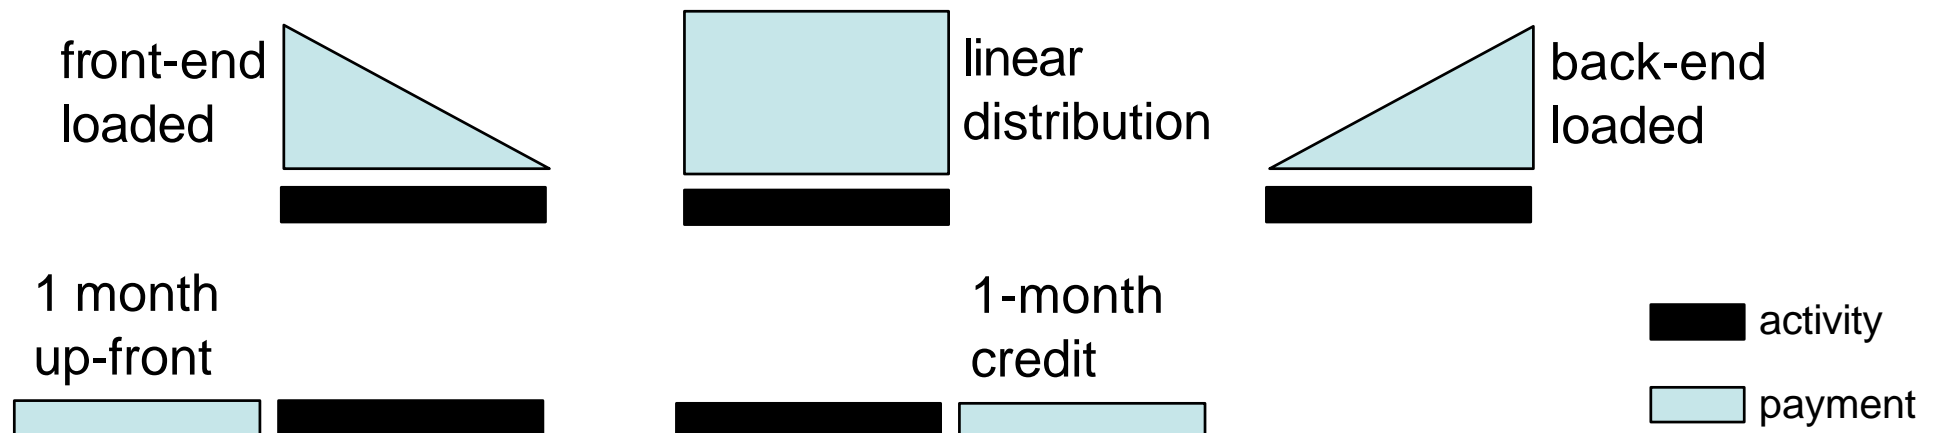 front-end
loaded
linear
distribution
back-end
loaded
1 month
up-front
1-month
credit
activity
payment